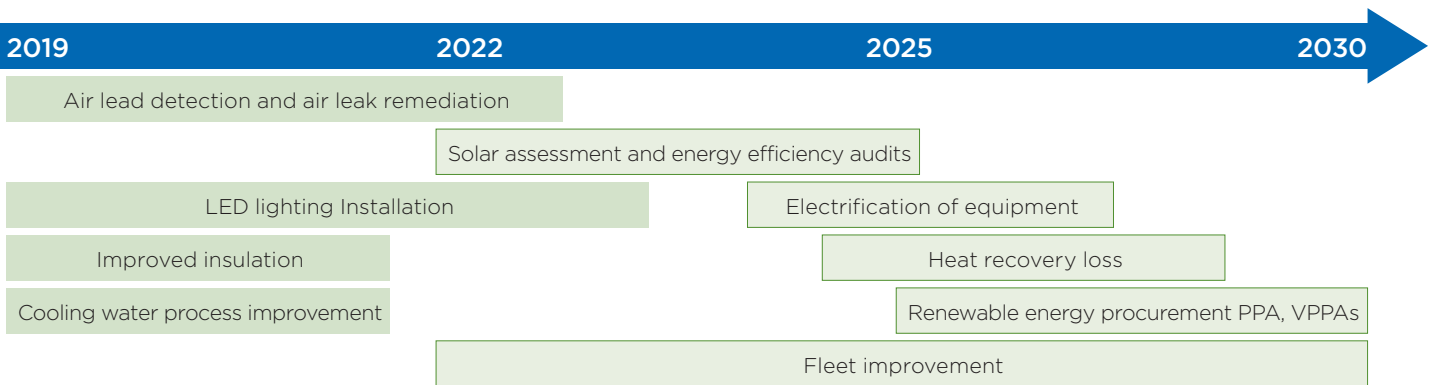 2019 2022 2025 2030
Air lead detection and air leak remediation
Solar assessment and energy efficiency audits
LED lighting Installation Electrification of equipment
Improved insulation Heat recovery loss
Cooling water process improvement Renewable energy procurement PPA, VPPAs
Fleet improvement